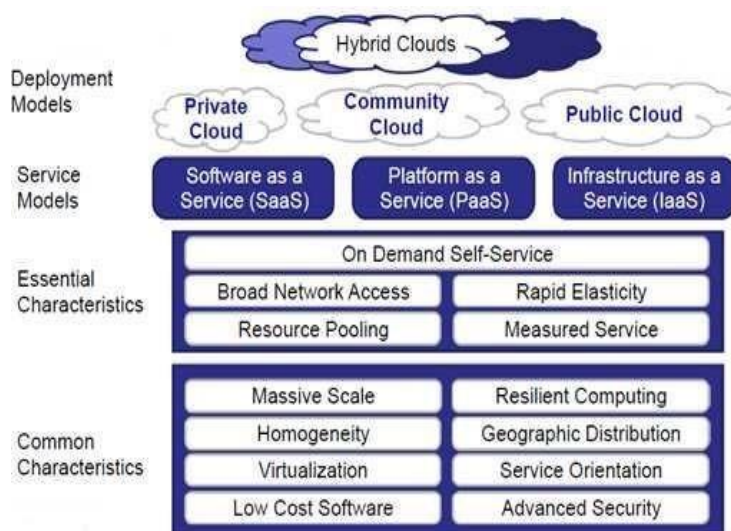 Hybrid Clouds
Deployment
Models
Private
Cloud
Community
Cloud
Public Cloud
Service
Models
Software as a
Service (SaaS)
Platform as a
Service (PaaS)
Infrastructure as a
Service (IaaS)
Essential
Characteristics
On Demand Self-Service
Broad Network Access
Rapid Elasticity
Resource Pooling
Measured Service
Common
Characteristics
Massive Scale
Resilient Computing
Homogeneity
Geographic Distribution
Virtualization
Service Orientation
Low Cost Software
Advanced Security